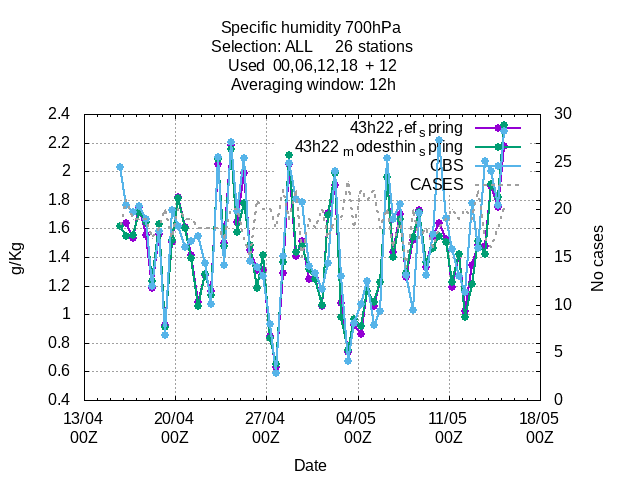 Specific humidity 700hPa
Selection: ALL 26 stations
Used 00,06,12,18 + 12
Averaging window: 12h
2.4
2.2
2
1.8
1.6
1.4
1.2
1
0.8
0.6
0.4
g/Kg
43h22_ref_spring
43h22_modesthin_spring
OBS
CASES
30
25
20
15
10
5
0
No cases
13/04 00Z
20/04 00Z
27/04 00Z
04/05 00Z
11/05 00Z
18/05 00Z
Date